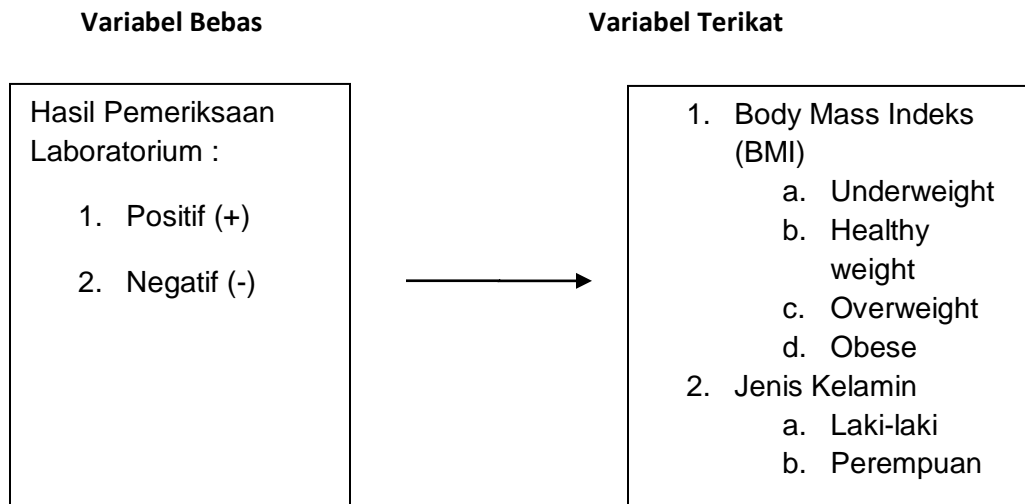 Variabel Bebas
Variabel Terikat
Hasil Pemeriksaan
Laboratorium :
1. Positif (+)
2. Negatif (-)
1. Body Mass Indeks
(BMI)
a. Underweight
b. Healthy
weight
c. Overweight
d. Obese
2. Jenis Kelamin
a. Laki-laki
b. Perempuan